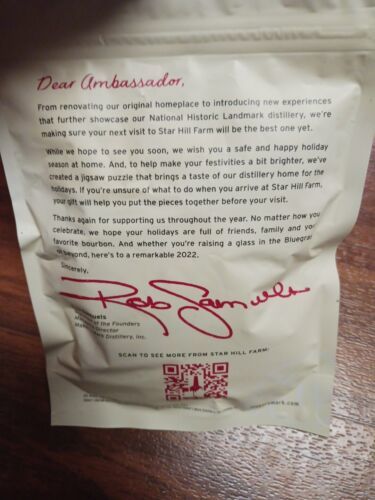 Dear Ambassador,
From renovating our original homeplace to introducing new experiences
that further showcase our National Historic Landmark distillery, we're
making sure your next visit to Star Hill Farm will be the best one yet.
While we hope to see you soon, we wish you a safe and happy holiday
season at home. And, to help make your festivities a bit brighter, we've
created a jigsaw puzzle that brings a taste of our distillery home for the
holidays. If you're unsure of what to do when you arrive at Star Hill Farm,
your gift will help you put the pieces together before your visit.
Thanks again for supporting us throughout the year. No matter how you
celebrate, we hope your holidays are full of friends, family and your
favorite bourbon. And whether you're raising a glass in the Bluegra
or beyond, here's to a remarkable 2022.
Sincerely,
Rob Samuels
uels
of the Founders
Director
Distillery, Inc.
SCAN TO SEE MORE FROM STAR HILL FARM: